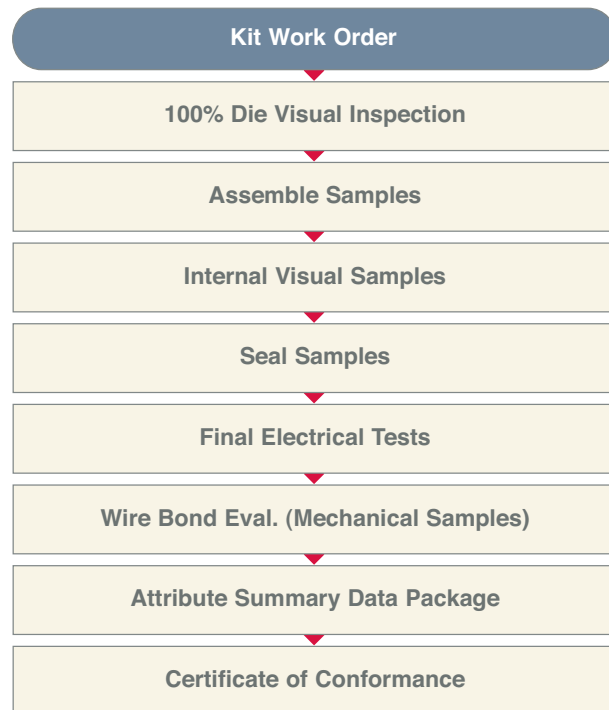 Kit Work Order
100% Die Visual Inspection
Assemble Samples
Internal Visual Samples
Seal Samples
Final Electrical Tests
Wire Bond Eval. (Mechanical Samples)
Attribute Summary Data Package
Certificate of Conformance